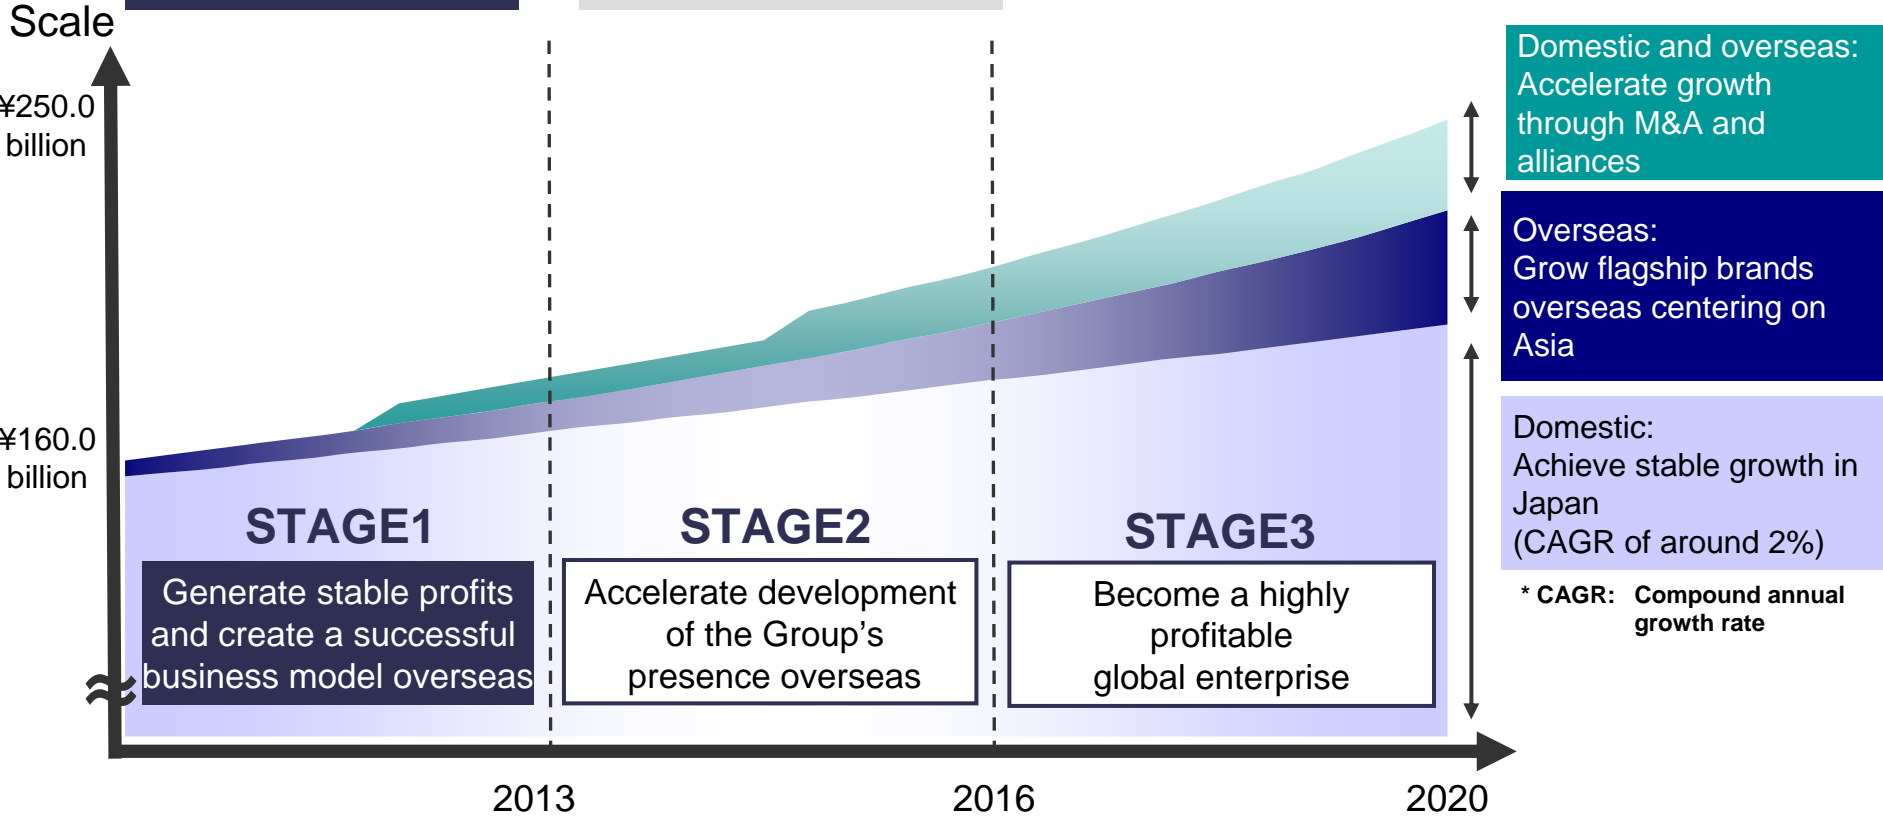 Scale
¥250.0
billion
¥160.0
billion
Domestic and overseas:
Accelerate growth
through M&A and
alliances
Overseas:
Grow flagship brands
overseas centering on
Asia
Domestic:
Achieve stable growth in
Japan
(CAGR of around 2%)
* CAGR: Compound annual
growth rate
STAGE1
Generate stable profits
and create a successful
business model overseas
STAGE2
Accelerate development
of the Group's
presence overseas
STAGE3
Become a highly
profitable
global enterprise
2013
2016
2020